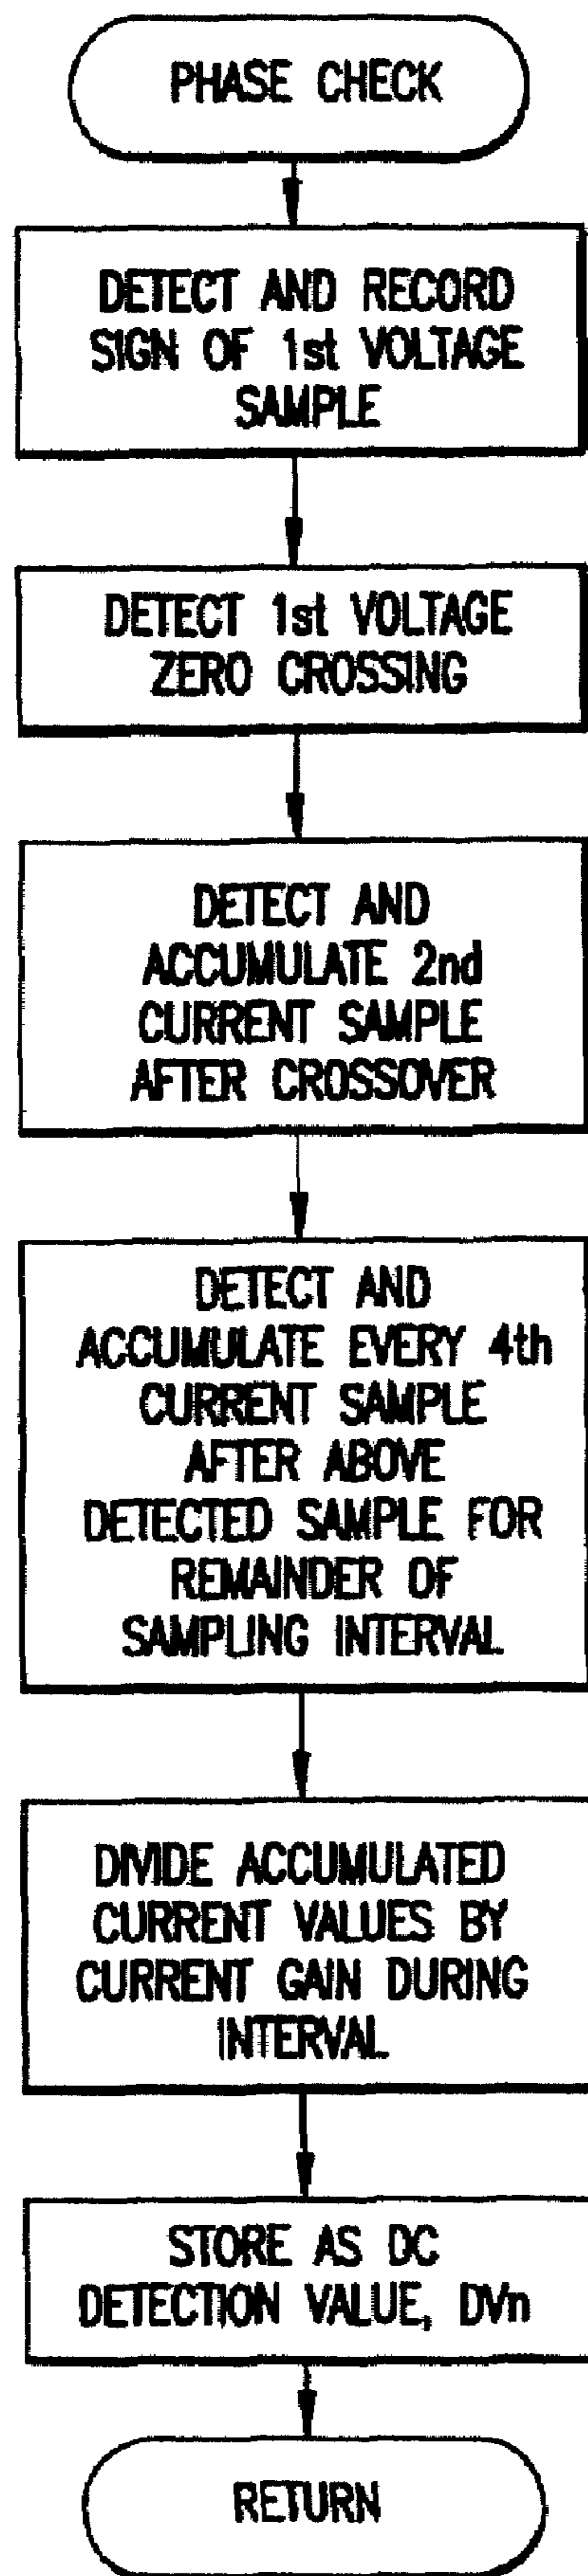 PHASE CHECK
DETECT AND RECORD
SIGN OF 1st VOLTAGE
SAMPLE
DETECT 1st VOLTAGE
ZERO CROSSING
DETECT AND
ACCUMULATE 2nd
CURRENT SAMPLE
AFTER CROSSOVER
DETECT AND
ACCUMULATE EVERY 4th
CURRENT SAMPLE
AFTER ABOVE
DETECTED SAMPLE FOR
REMAINDER OF
SAMPLING INTERVAL
DIVIDE ACCUMULATED
CURRENT VALUES BY
CURRENT GAIN DURING
INTERVAL
STORE AS DC
DETECTION VALUE, DVn
RETURN